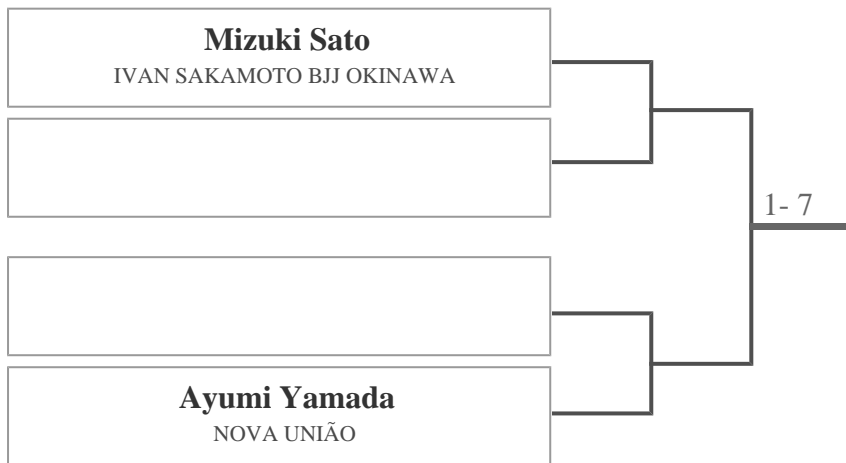 Mizuki Sato
IVAN SAKAMOTO BJJ OKINAWA
1- 7
Ayumi Yamada
NOVA UNIÃO